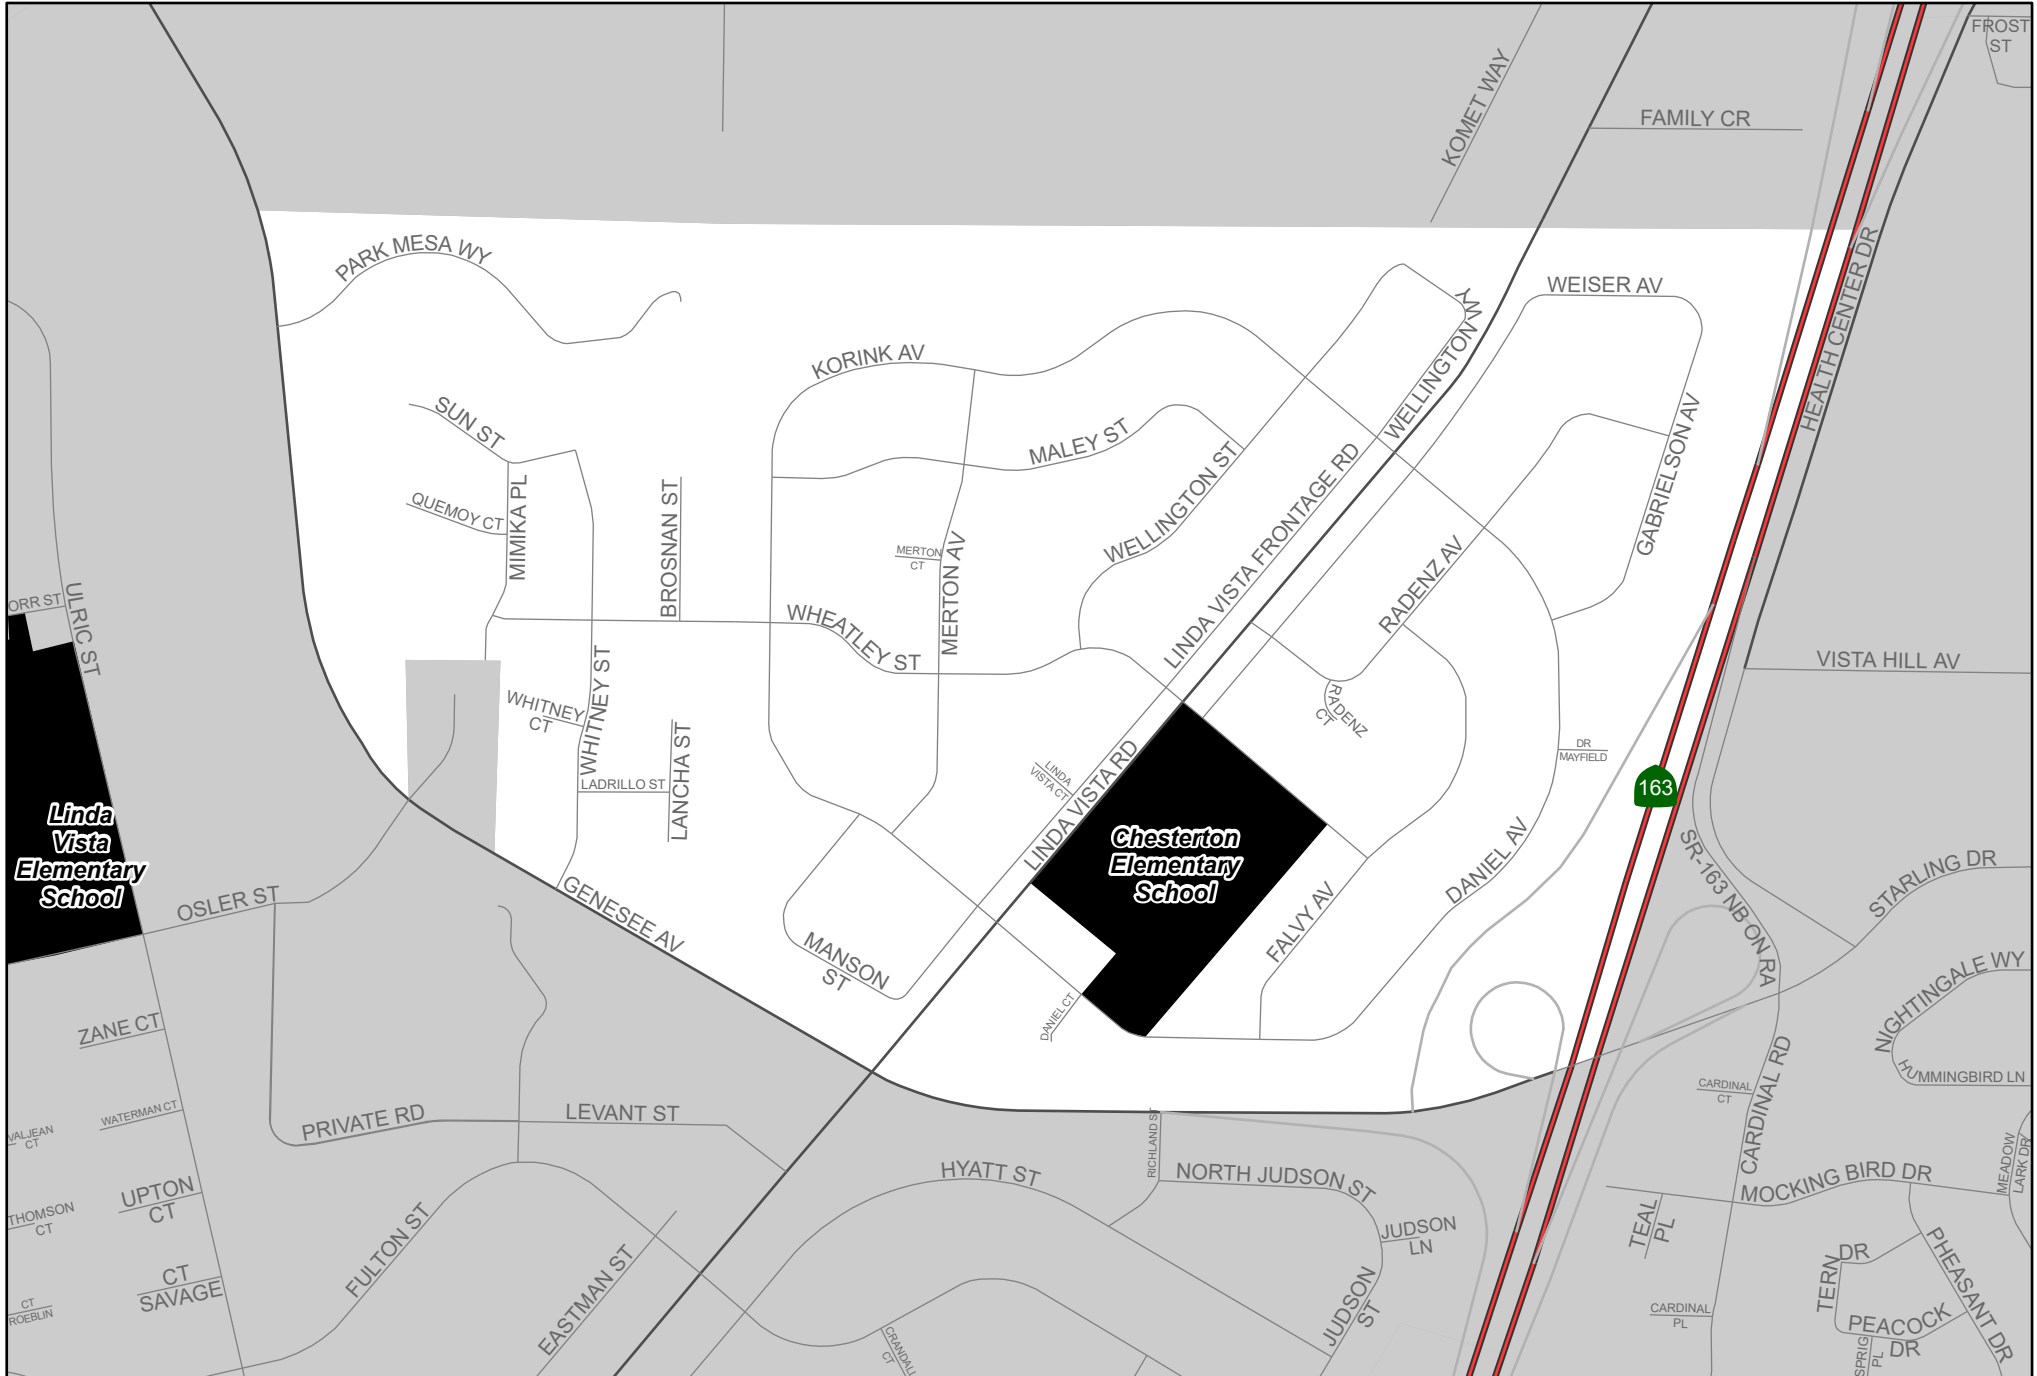 FROST
ST
KOMET WAY
FAMILY CR
PARK MESA WY
HEALTH CENTER DR
WEISER AV
WELLINGTON WY
KORINK AV
SUN ST
MALEY ST
GABRIELSON AV
QUEMOY CT
MIMIKA PL
BROSNAN ST
WELLINGTON ST
LINDA VISTA FRONTAGE RD
MERTON
CT
MERTON AV
RADENZ AV
ORR ST
ULRIC ST
WHEATLEY ST
VISTA HILL AV
WHITNEY
CT
WHITNEY ST
RADENZ
CT
LANCHA ST
LADRILLO ST
LINDA
VISTA CT
LINDA VISTA RD
DR
MAYFIELD
163
Linda
Vista
Elementary
School
Chesterton
Elementary
School
SR-163 NB ON RA
STARLING DR
DANIEL AV
OSLER ST
GENESEE AV
FALVY AV
MANSON
ST
NIGHTINGALE WY
DANIEL CT
ZANE CT
HUMMINGBIRD LN
CARDINAL
CT
CARDINAL RD
WATERMAN CT
PRIVATE RD
LEVANT ST
RICHLAND ST
VALJEAN
CT
MEADOW
LARK DR
HYATT ST
NORTH JUDSON ST
MOCKING BIRD DR
UPTON
CT
THOMSON
CT
TEAL
PL
JUDSON
LN
FULTON ST
EASTMAN ST
TERN
DR
PHEASANT DR
CT
SAVAGE
CT
ROEBLIN
JUDSON
ST
CARDINAL
PL
PEACOCK
DR
CRANDALL
CT
SPRIG
PL